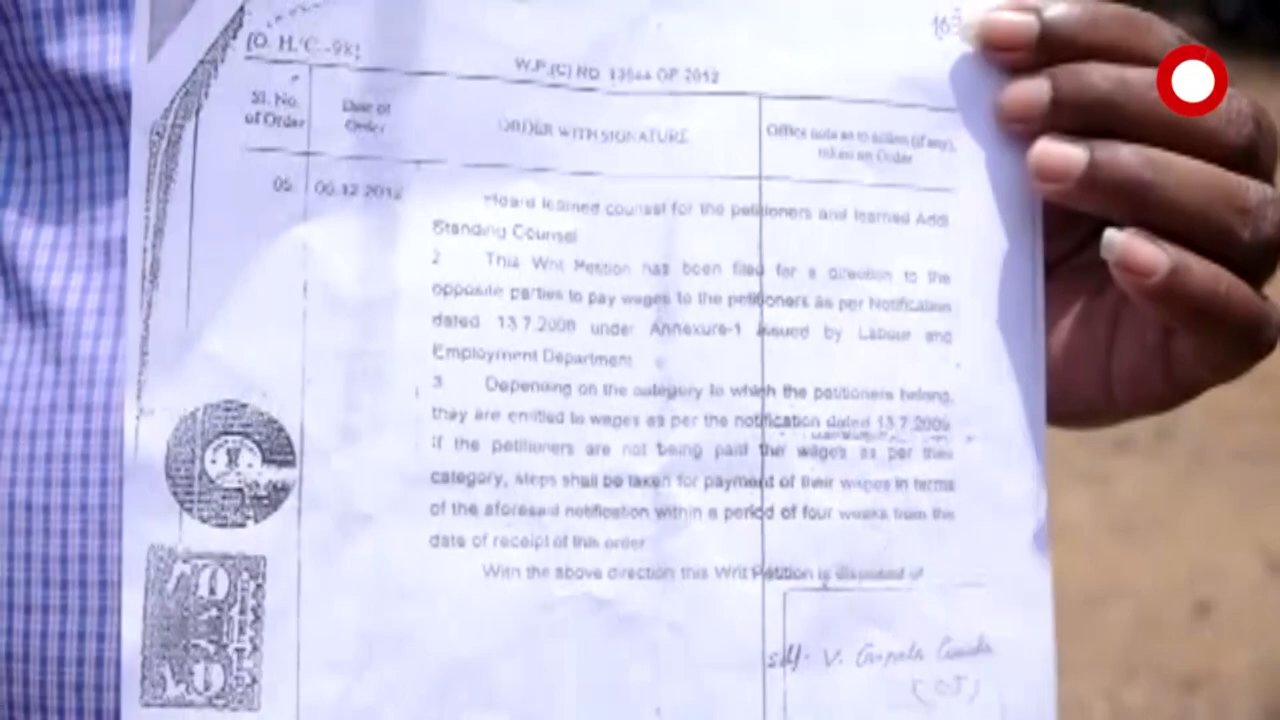 (O. H. C.-98)
W.P.(C) NO. 13644 OF 2012
Sl. No. of Order
Date of Order
ORDER WITH SIGNATURE
Office note as to action (if any), taken on Order
05. 06.12.2012
Heard learned counsel for the petitioners and learned Addl.
Standing Counsel
2 This Writ Petition has been filed for a direction to the
opposite parties to pay wages to the petitioners as per Notification
dated 13.7.2009 under Annexure-1 issued by Labour and
Employment Department
3 Depending on the category to which the petitioners belong,
they are entitled to wages as per the notification dated 13.7.2009
If the petitioners are not being paid the wages as per their
category, steps shall be taken for payment of their wages in terms
of the aforesaid notification within a period of four weeks from the
date of receipt of this order
With the above direction this Writ Petition is disposed of
sd/- V. Gopala Gowda
(CJ)